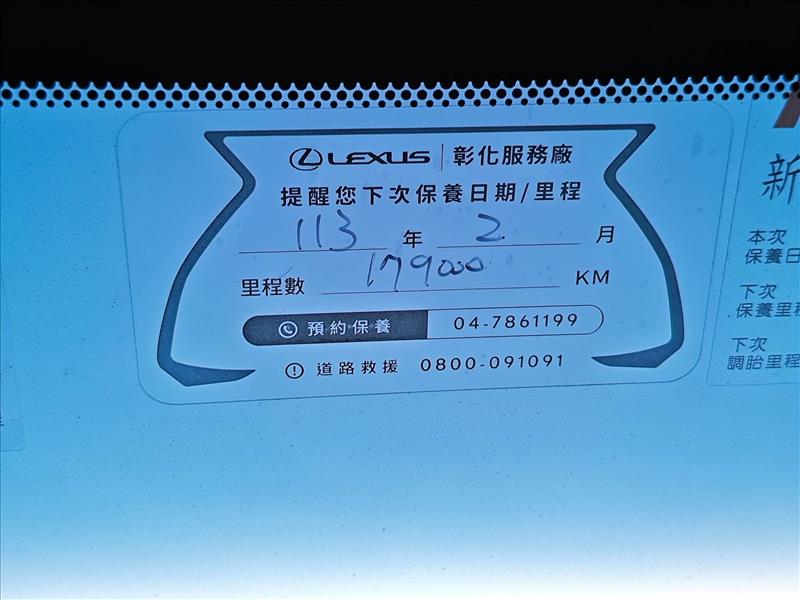 LEXUS 彰化服務廠
提醒您下次保養日期/里程
113 年 2 月
里程數 179000 KM
預約保養 04-7861199
道路救援 0800-091091
新
本次
保養日
下次
保養里程
下次
調胎里程